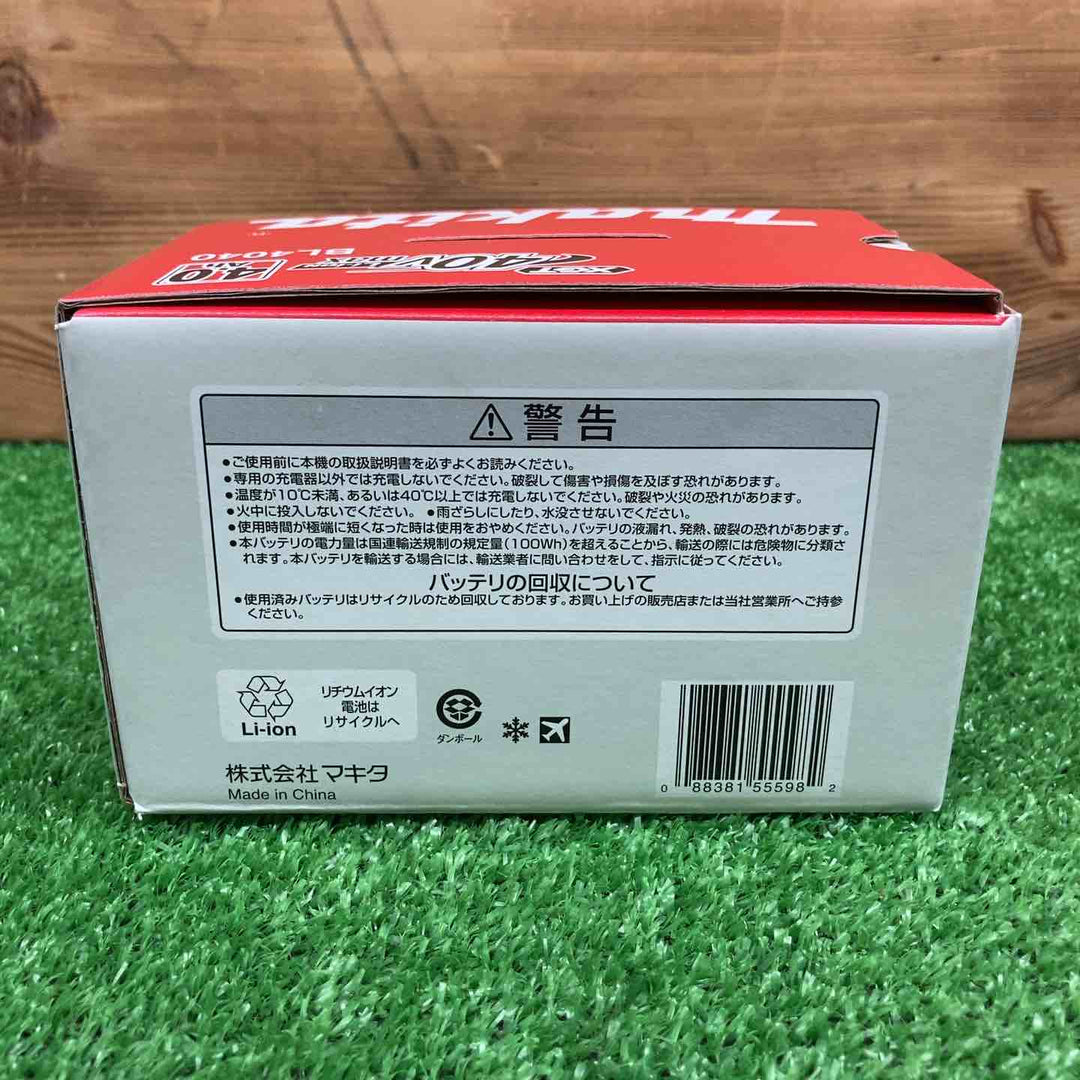 makita
BL4040
XGT
40Vmax
4.0
Ah
警告
●ご使用前に本機の取扱説明書を必ずよくお読みください。
●専用の充電器以外では充電しないでください。破裂して傷害や損傷を及ぼす恐れがあります。
●温度が10℃未満、あるいは40℃以上では充電しないでください。破裂や火災の恐れがあります。
●火中に投入しないでください。 ●雨ざらしにしたり、水没させないでください。
●使用時間が極端に短くなった時は使用をおやめください。バッテリの液漏れ、発熱、破裂の恐れがあります。
●本バッテリの電力量は国連輸送規制の規定量(100Wh)を超えることから、輸送の際には危険物に分類さ
れます。本バッテリを輸送する場合には、輸送業者に問い合わせをして、指示に従ってください。
バッテリの回収について
●使用済みバッテリはリサイクルのため回収しております。お買い上げの販売店または当社営業所へご持参
ください。
Li-ion
リチウムイオン
電池は
リサイクルへ
ダンボール
株式会社 マキタ
Made in China
0 88381 55598 2